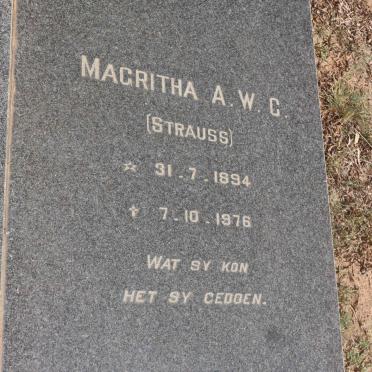 MAGRITHA A.W.G.
(STRAUSS)
☆ 31.7.1894
✝ 7.10.1976
WAT SY KON
HET SY GEDOEN.